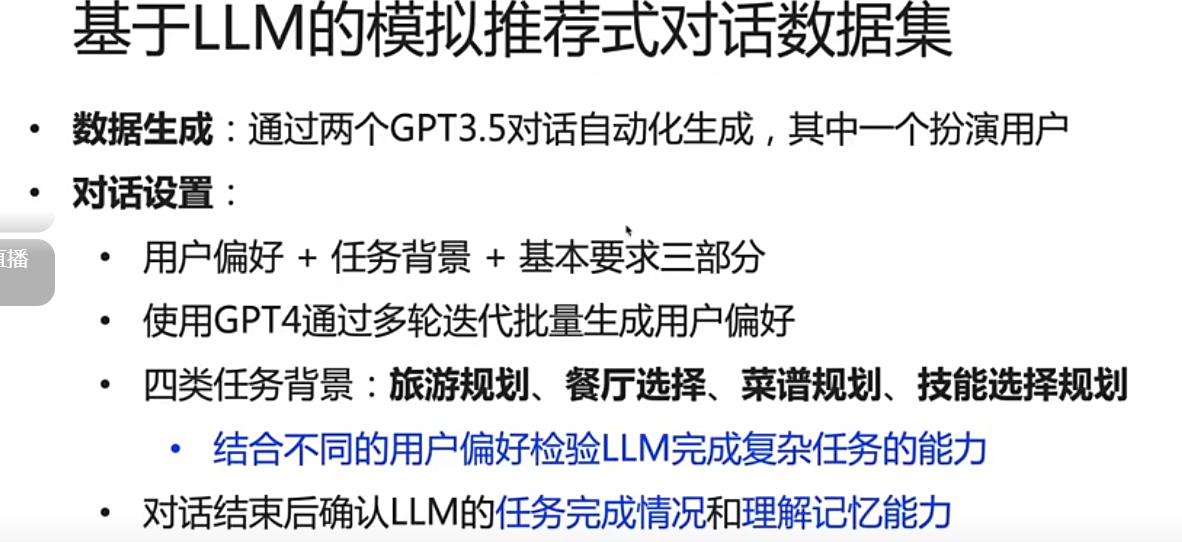 基于LLM的模拟推荐式对话数据集
• 数据生成：通过两个GPT3.5对话自动化生成，其中一个扮演用户
• 对话设置：
• 用户偏好 + 任务背景 + 基本要求三部分
直播
• 使用GPT4通过多轮迭代批量生成用户偏好
• 四类任务背景：旅游规划、餐厅选择、菜谱规划、技能选择规划
• 结合不同的用户偏好检验LLM完成复杂任务的能力
• 对话结束后确认LLM的任务完成情况和理解记忆能力